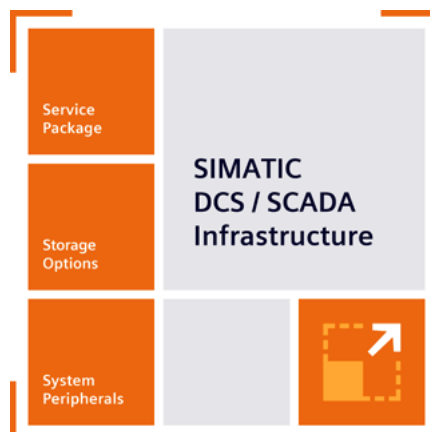 Service
Package
SIMATIC
DCS / SCADA
Infrastructure
Storage
Options
System
Peripherals